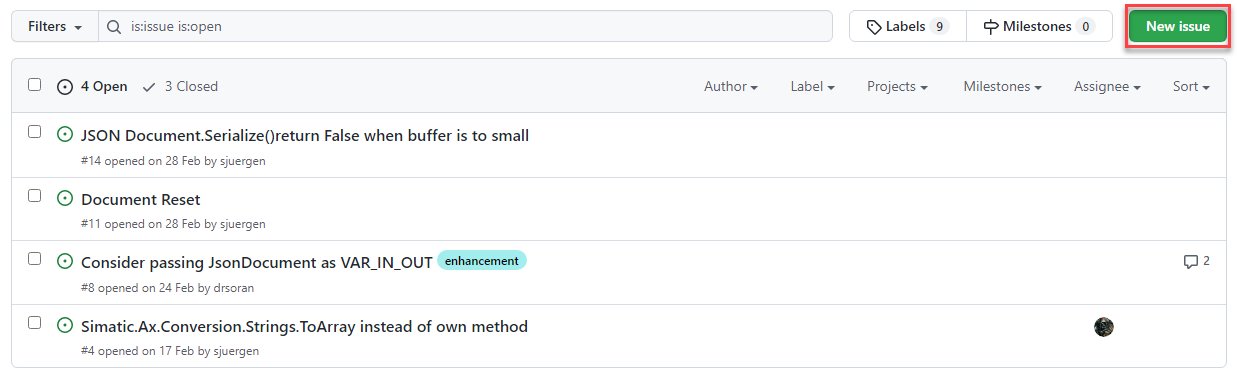 Filters is:issue is:open Labels 9 Milestones 0 New issue
4 Open 3 Closed Author Label Projects Milestones Assignee Sort
JSON Document.Serialize()return False when buffer is to small
#14 opened on 28 Feb by sjuergen
Document Reset
#11 opened on 28 Feb by sjuergen
Consider passing JsonDocument as VAR_IN_OUT enhancement 2
#8 opened on 24 Feb by drsoran
Simatic.Ax.Conversion.Strings.ToArray instead of own method
#4 opened on 17 Feb by sjuergen